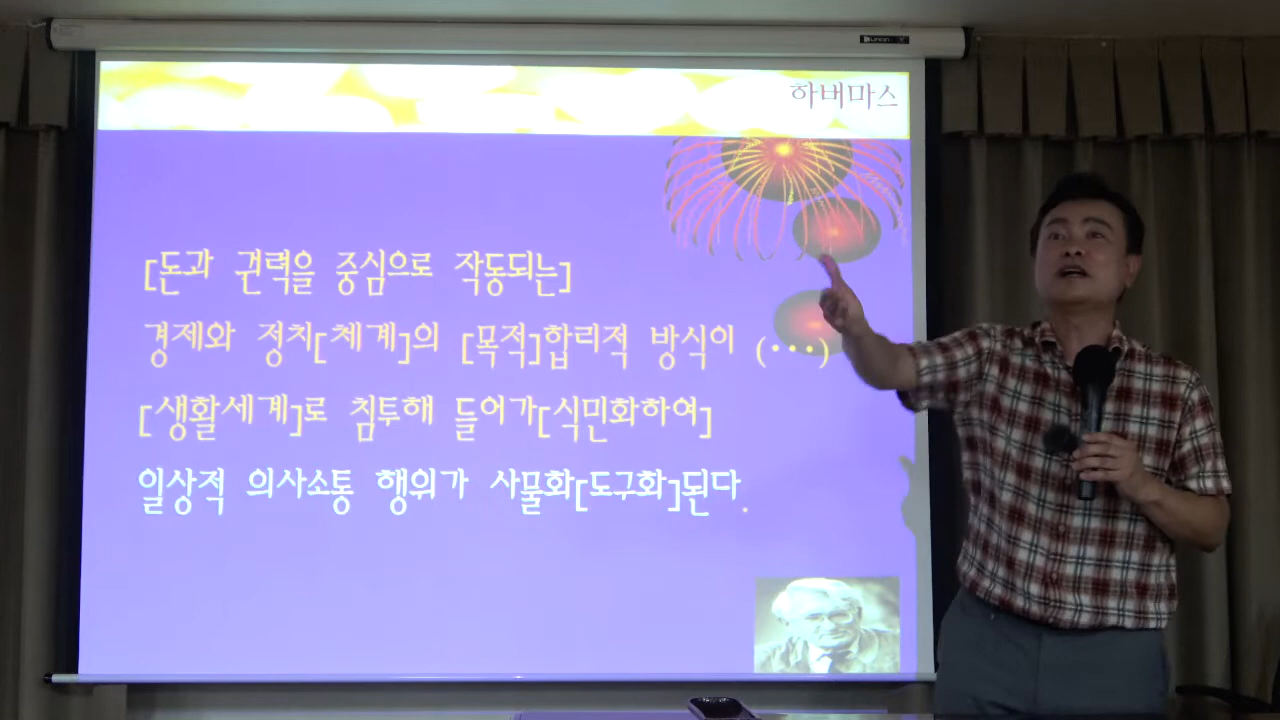 하버마스
[돈과 권력을 중심으로 작동되는]
경제와 정치[체계]의 [목적]합리적 방식이 (···)
[생활세계]로 침투해 들어가[식민화하여]
일상적 의사소통 행위가 사물화[도구화]된다.